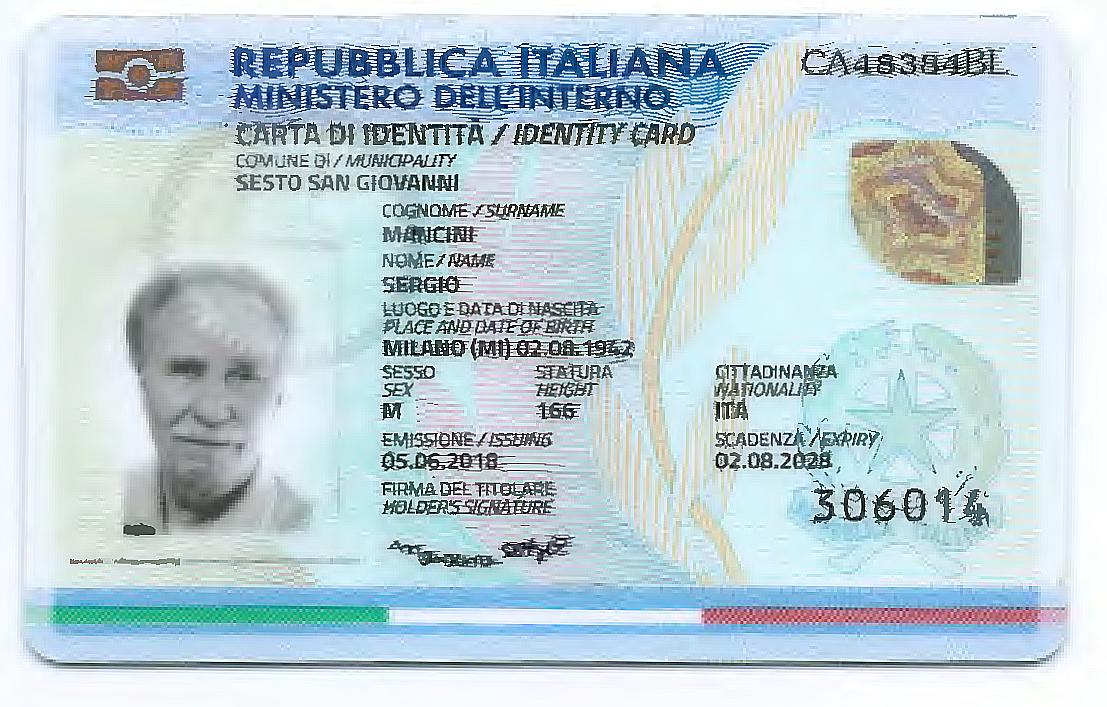 REPUBBLICA ITALIANA
MINISTERO DELL'INTERNO
CARTA DI IDENTITÀ / IDENTITY CARD
COMUNE DI / MUNICIPALITY
SESTO SAN GIOVANNI
COGNOME / SURNAME
MANCINI
NOME / NAME
SERGIO
LUOGO E DATA DI NASCITA
PLACE AND DATE OF BIRTH
MILANO (MI) 02.08.1942
SESSO STATURA CITTADINANZA
SEX HEIGHT NATIONALITY
M 166 ITA
EMISSIONE / ISSUING SCADENZA / EXPIRY
05.06.2018 02.08.2028
FIRMA DEL TITOLARE
HOLDER'S SIGNATURE
306014